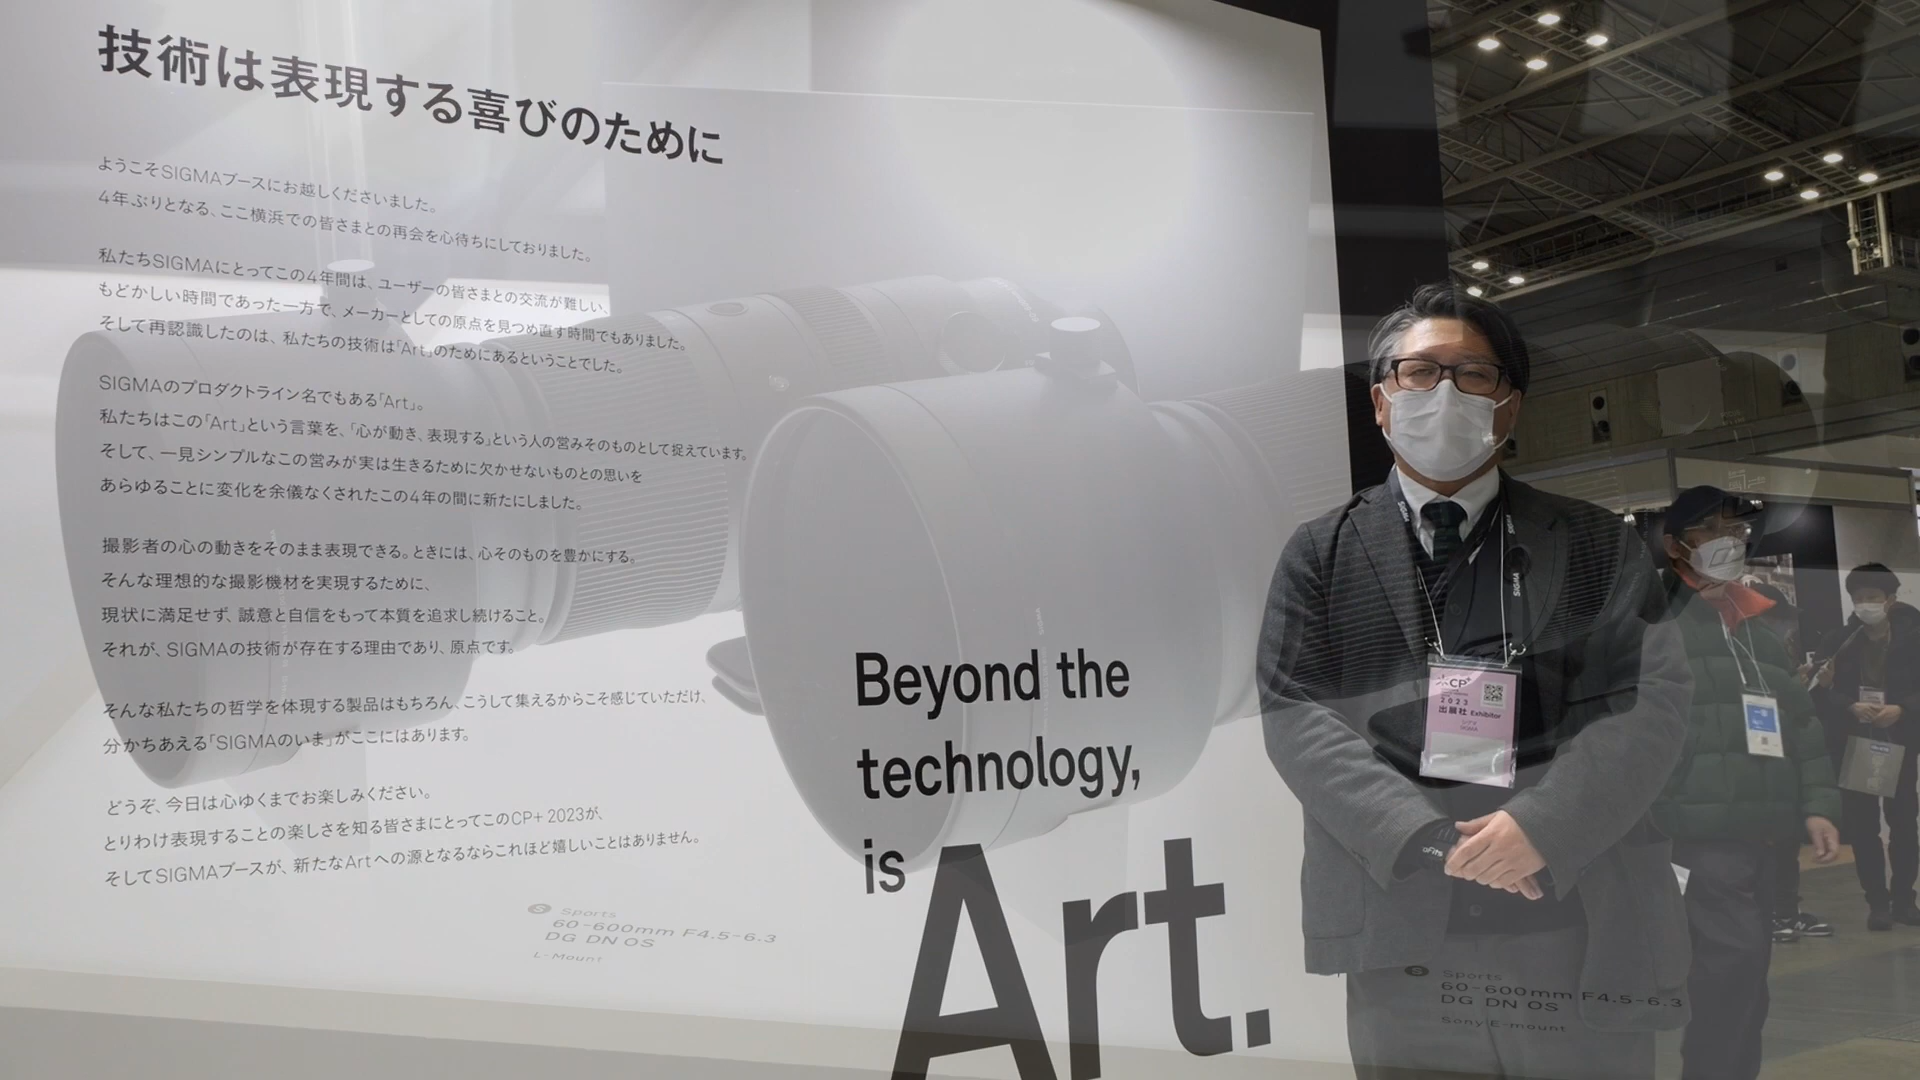 技術は表現する喜びのために
ようこそSIGMAブースにお越しくださいました。
4年ぶりとなる、ここ横浜での皆さまとの再会を心待ちにしておりました。
私たちSIGMAにとってこの4年間は、ユーザーの皆さまとの交流が難しい、
もどかしい時間であった一方で、メーカーとしての原点を見つめ直す時間でもありました。
そして再認識したのは、私たちの技術は「Art」のためにあるということでした。
SIGMAのプロダクトライン名でもある「Art」。
私たちはこの「Art」という言葉を、「心が動き、表現する」という人の営みそのものとして捉えています。
そして、一見シンプルなこの営みが実は生きるために欠かせないものとの思いを
あらゆることに変化を余儀なくされたこの4年の間に新たにしました。
撮影者の心の動きをそのまま表現できる。ときには、心そのものを豊かにする。
そんな理想的な撮影機材を実現するために、
現状に満足せず、誠意と自信をもって本質を追求し続けること。
それが、SIGMAの技術が存在する理由であり、原点です。
そんな私たちの哲学を体現する製品はもちろん、こうして集えるからこそ感じていただけ、
分かちあえる「SIGMAのいま」がここにはあります。
どうぞ、今日は心ゆくまでお楽しみください。
とりわけ表現することの楽しさを知る皆さまにとってこのCP+ 2023が、
そしてSIGMAブースが、新たなArtへの源となるならこれほど嬉しいことはありません。
S Sports
60-600mm F4.5-6.3
DG DN OS
L-Mount
Beyond the
technology,
is Art.
SIGMA
SIGMA
CP+
2023
出展社 Exhibitor
シグマ
SIGMA
S Sports
60-600mm F4.5-6.3
DG DN OS
Sony E-mount